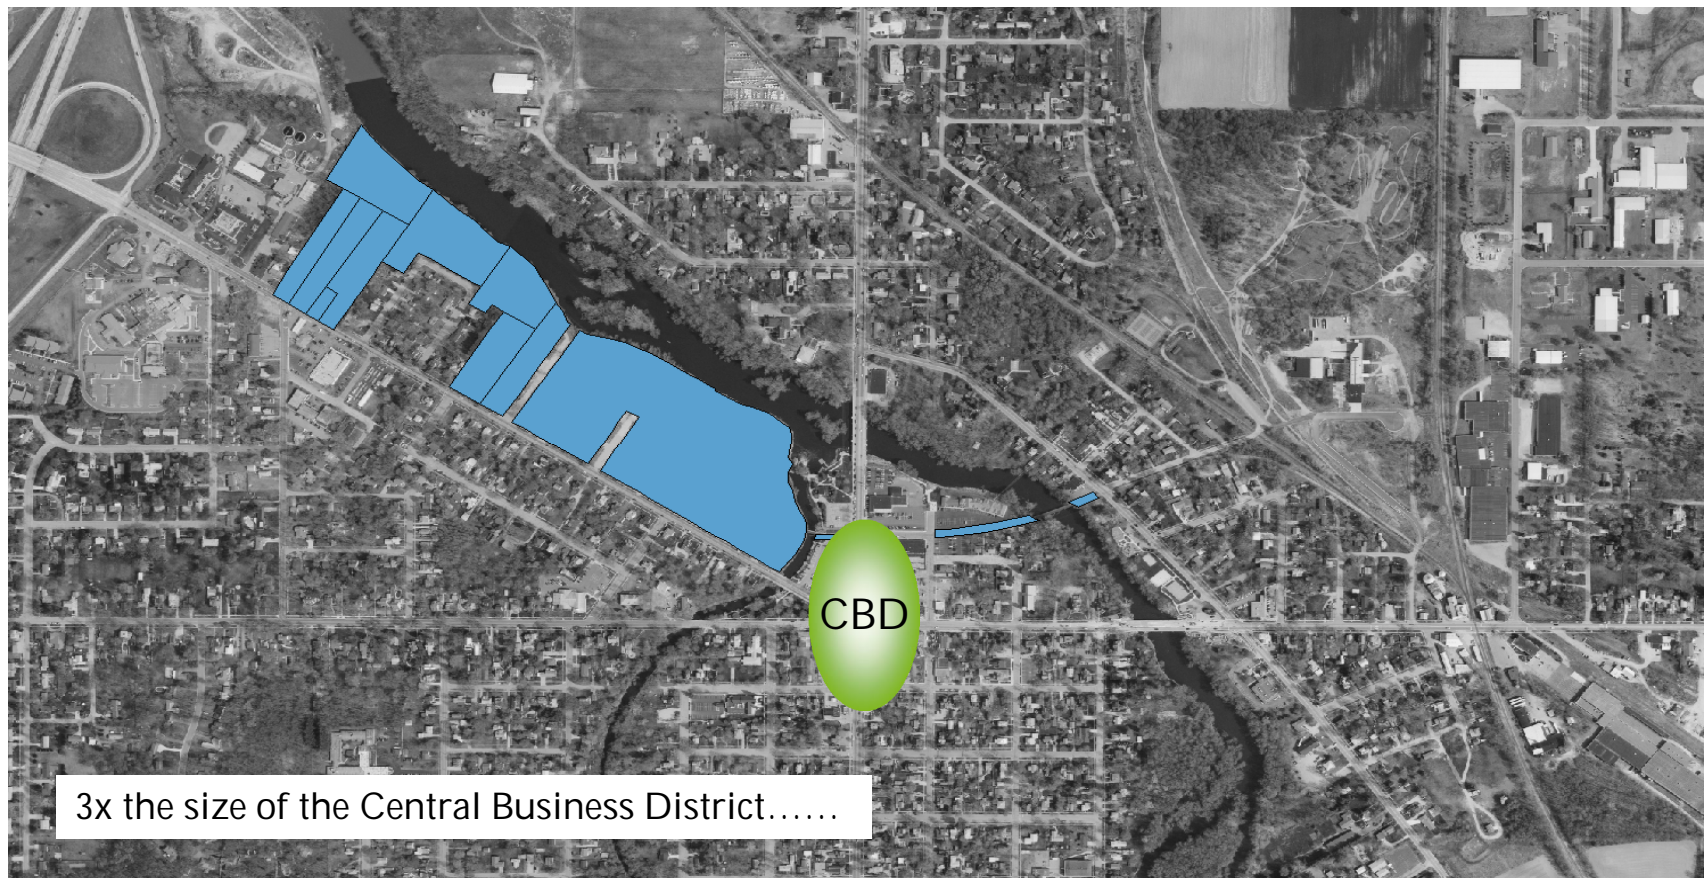 CBD
3x the size of the Central Business District......